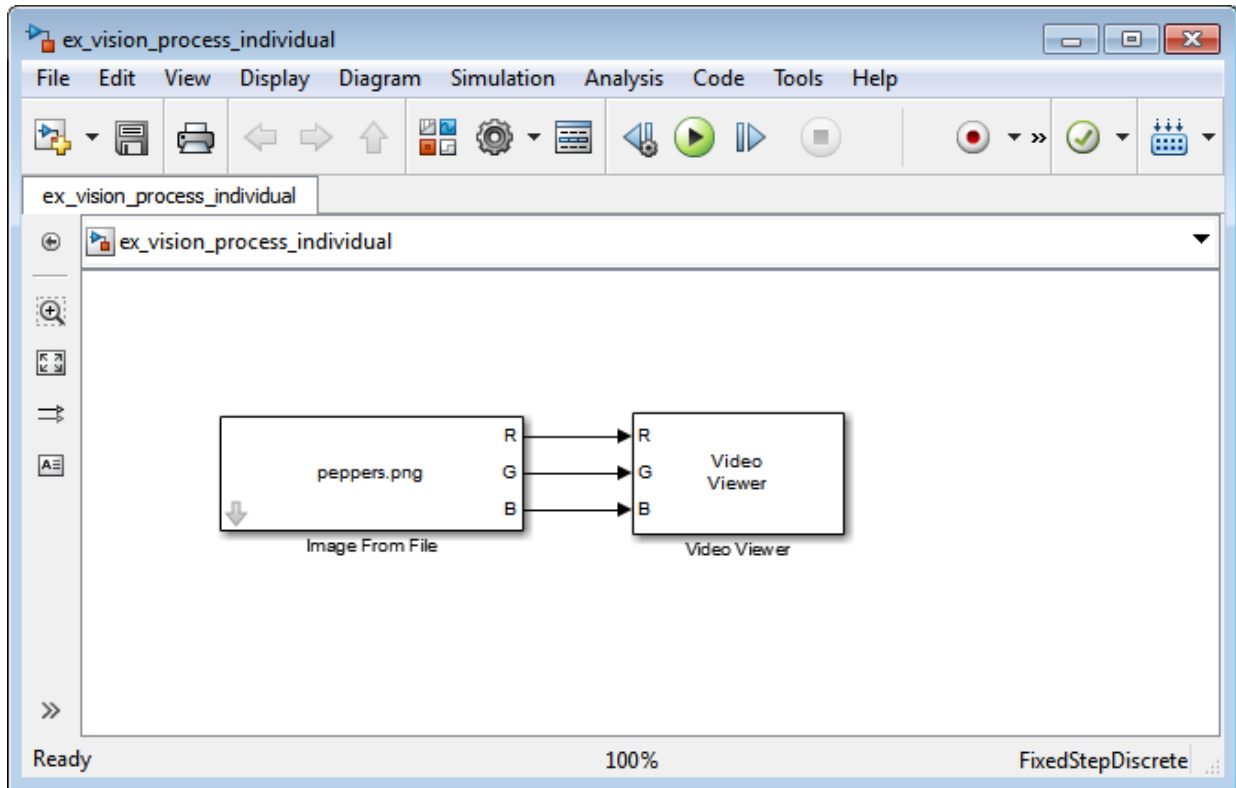 ex_vision_process_individual
File Edit View Display Diagram Simulation Analysis Code Tools Help
ex_vision_process_individual
ex_vision_process_individual
peppers.png
R
G
B
Image From File
R
G
B
Video
Viewer
Video Viewer
Ready 100% FixedStepDiscrete